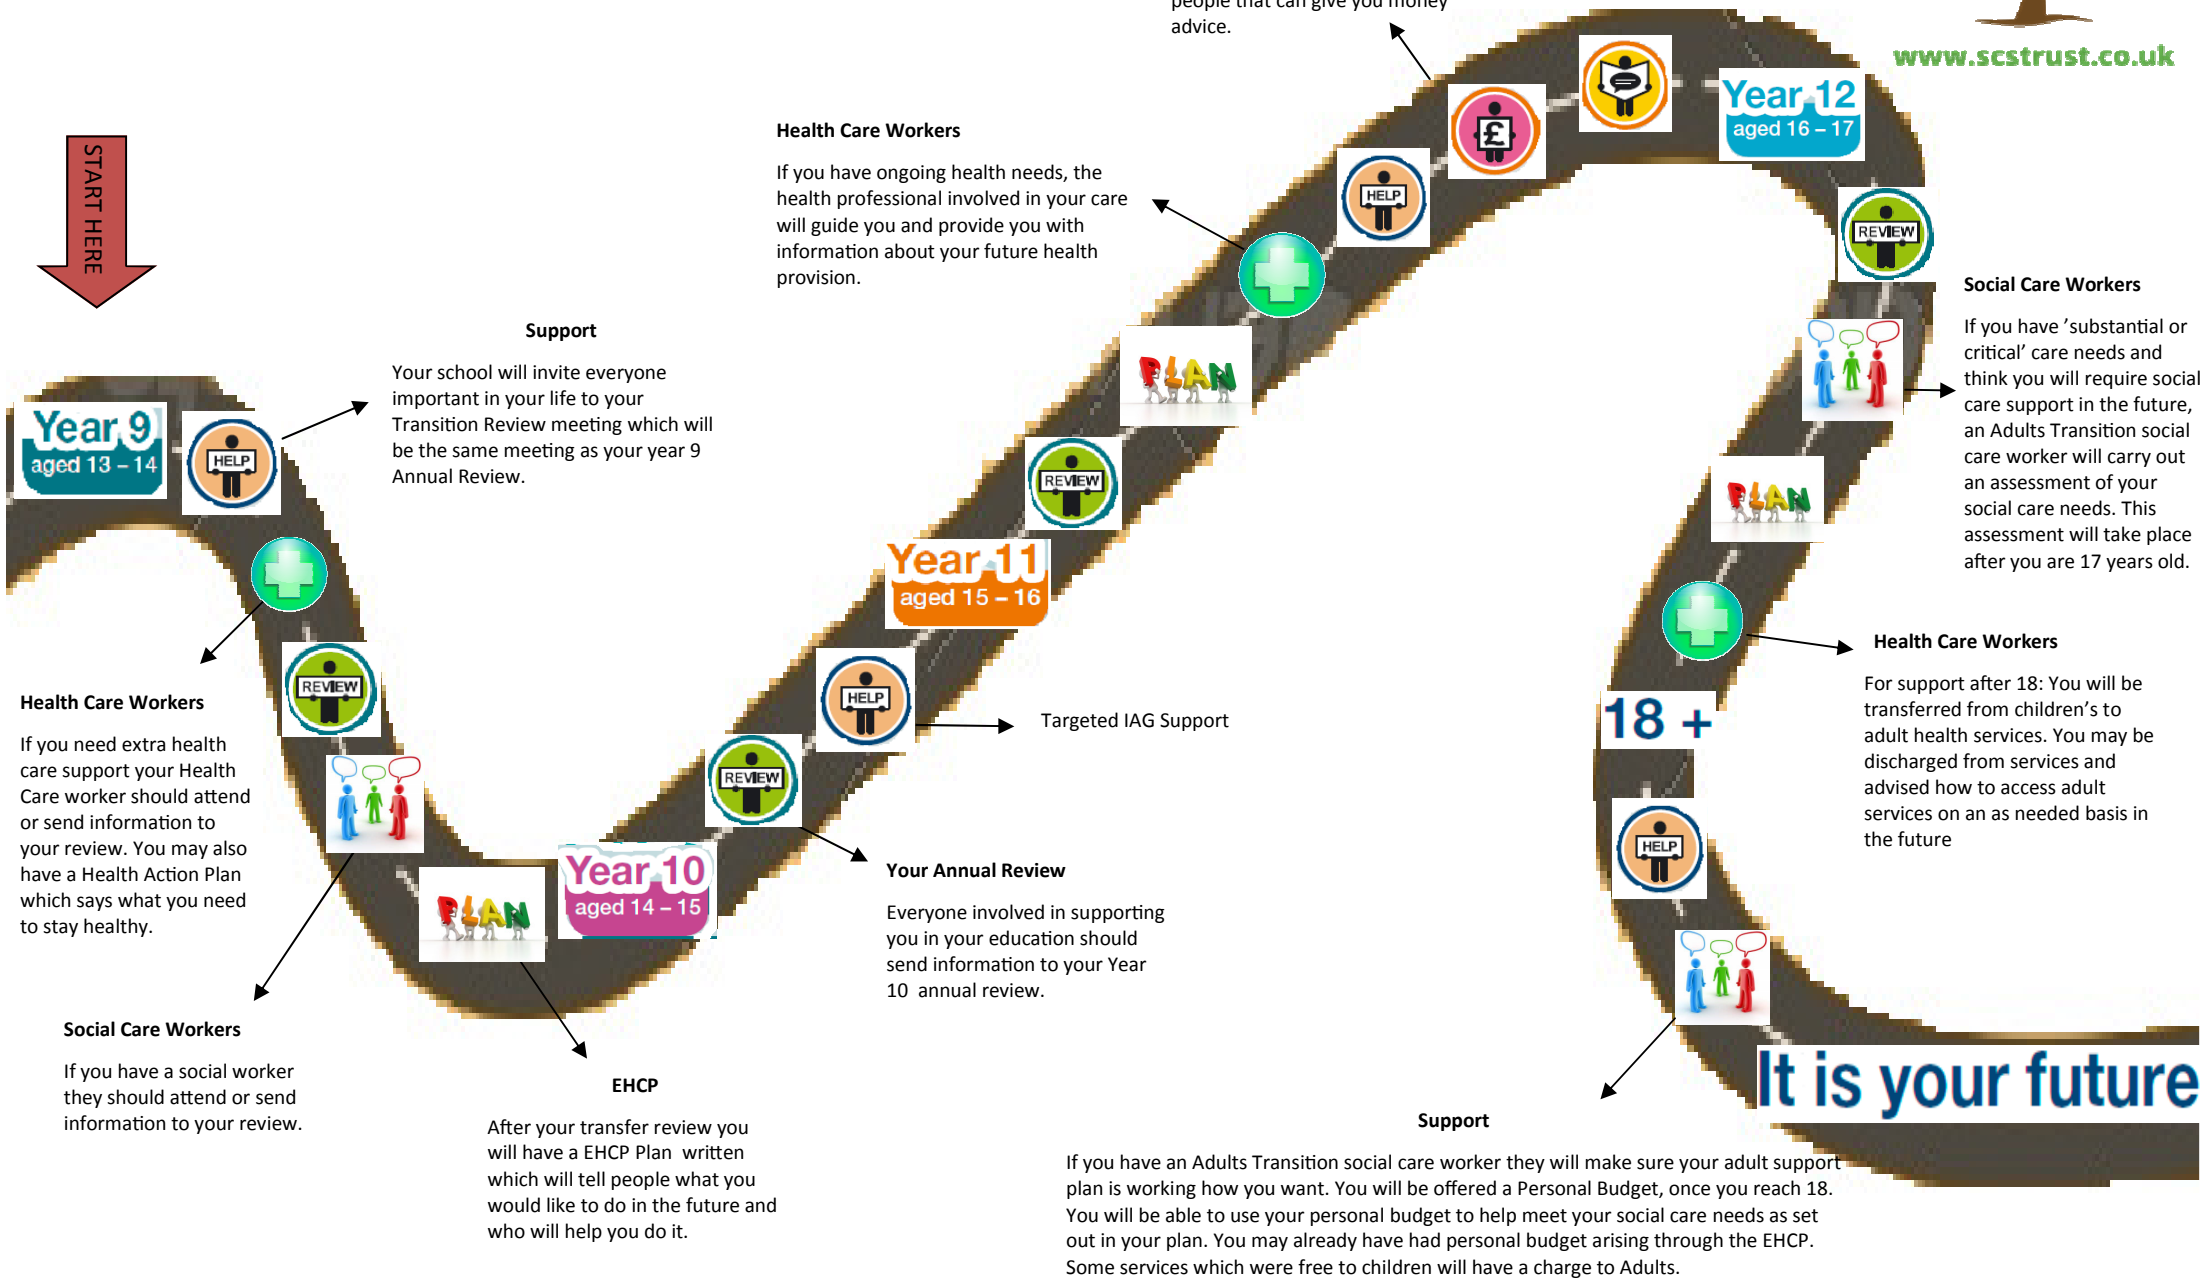 people that can give you money
advice.
www.scstrust.co.uk
START HERE
Year 9
aged 13 – 14
HELP
Support
Your school will invite everyone
important in your life to your
Transition Review meeting which will
be the same meeting as your year 9
Annual Review.
Health Care Workers
If you need extra health
care support your Health
Care worker should attend
or send information to
your review. You may also
have a Health Action Plan
which says what you need
to stay healthy.
REVIEW
Social Care Workers
If you have a social worker
they should attend or send
information to your review.
PLAN
EHCP
After your transfer review you
will have a EHCP Plan  written
which will tell people what you
would like to do in the future and
who will help you do it.
Year 10
aged 14 – 15
REVIEW
Your Annual Review
Everyone involved in supporting
you in your education should
send information to your Year
10  annual review.
HELP
Targeted IAG Support
Year 11
aged 15 – 16
REVIEW
PLAN
Health Care Workers
If you have ongoing health needs, the
health professional involved in your care
will guide you and provide you with
information about your future health
provision.
HELP
£
Year 12
aged 16 – 17
REVIEW
Social Care Workers
If you have ’substantial or
critical’ care needs and
think you will require social
care support in the future,
an Adults Transition social
care worker will carry out
an assessment of your
social care needs. This
assessment will take place
after you are 17 years old.
PLAN
Health Care Workers
For support after 18: You will be
transferred from children’s to
adult health services. You may be
discharged from services and
advised how to access adult
services on an as needed basis in
the future
18 +
HELP
Support
If you have an Adults Transition social care worker they will make sure your adult support
plan is working how you want. You will be offered a Personal Budget, once you reach 18.
You will be able to use your personal budget to help meet your social care needs as set
out in your plan. You may already have had personal budget arising through the EHCP.
Some services which were free to children will have a charge to Adults.
It is your future